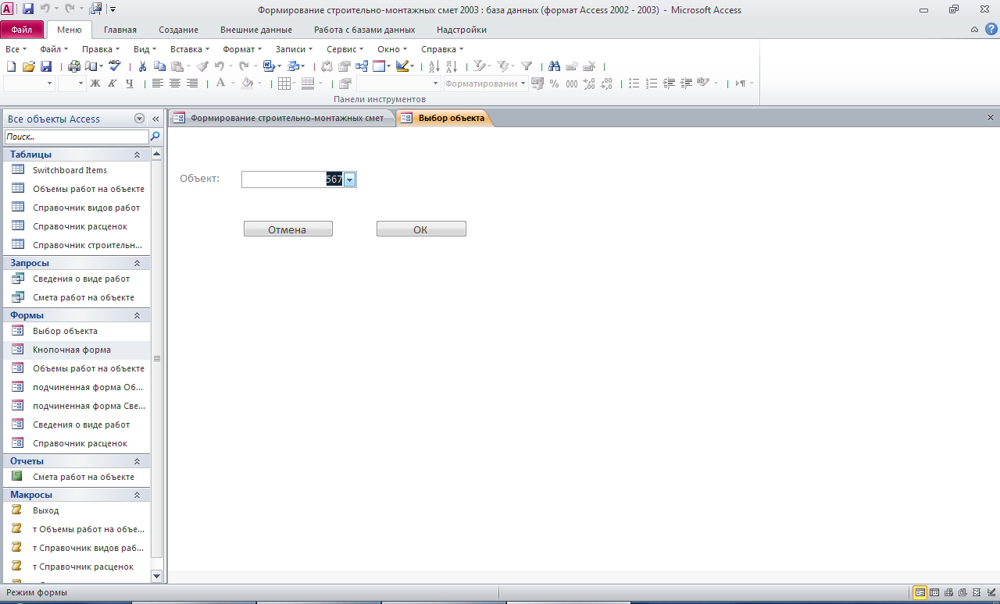 Формирование строительно-монтажных смет 2003 : база данных (формат Access 2002 - 2003) - Microsoft Access
Файл Меню Главная Создание Внешние данные Работа с базами данных Надстройки
Все Файл Правка Вид Вставка Формат Записи Сервис Окно Справка
Ж К Ч Форматирование % 000
Панели инструментов
Все объекты Access
Поиск...
Таблицы
Switchboard Items
Объемы работ на объекте
Справочник видов работ
Справочник расценок
Справочник строительн...
Запросы
Сведения о виде работ
Смета работ на объекте
Формы
Выбор объекта
Кнопочная форма
Объемы работ на объекте
подчиненная форма Об...
подчиненная форма Све...
Сведения о виде работ
Справочник расценок
Отчеты
Смета работ на объекте
Макросы
Выход
т Объемы работ на объе...
т Справочник видов раб...
т Справочник расценок
Формирование строительно-монтажных смет Выбор объекта
Объект: 567
Отмена ОК
Режим формы